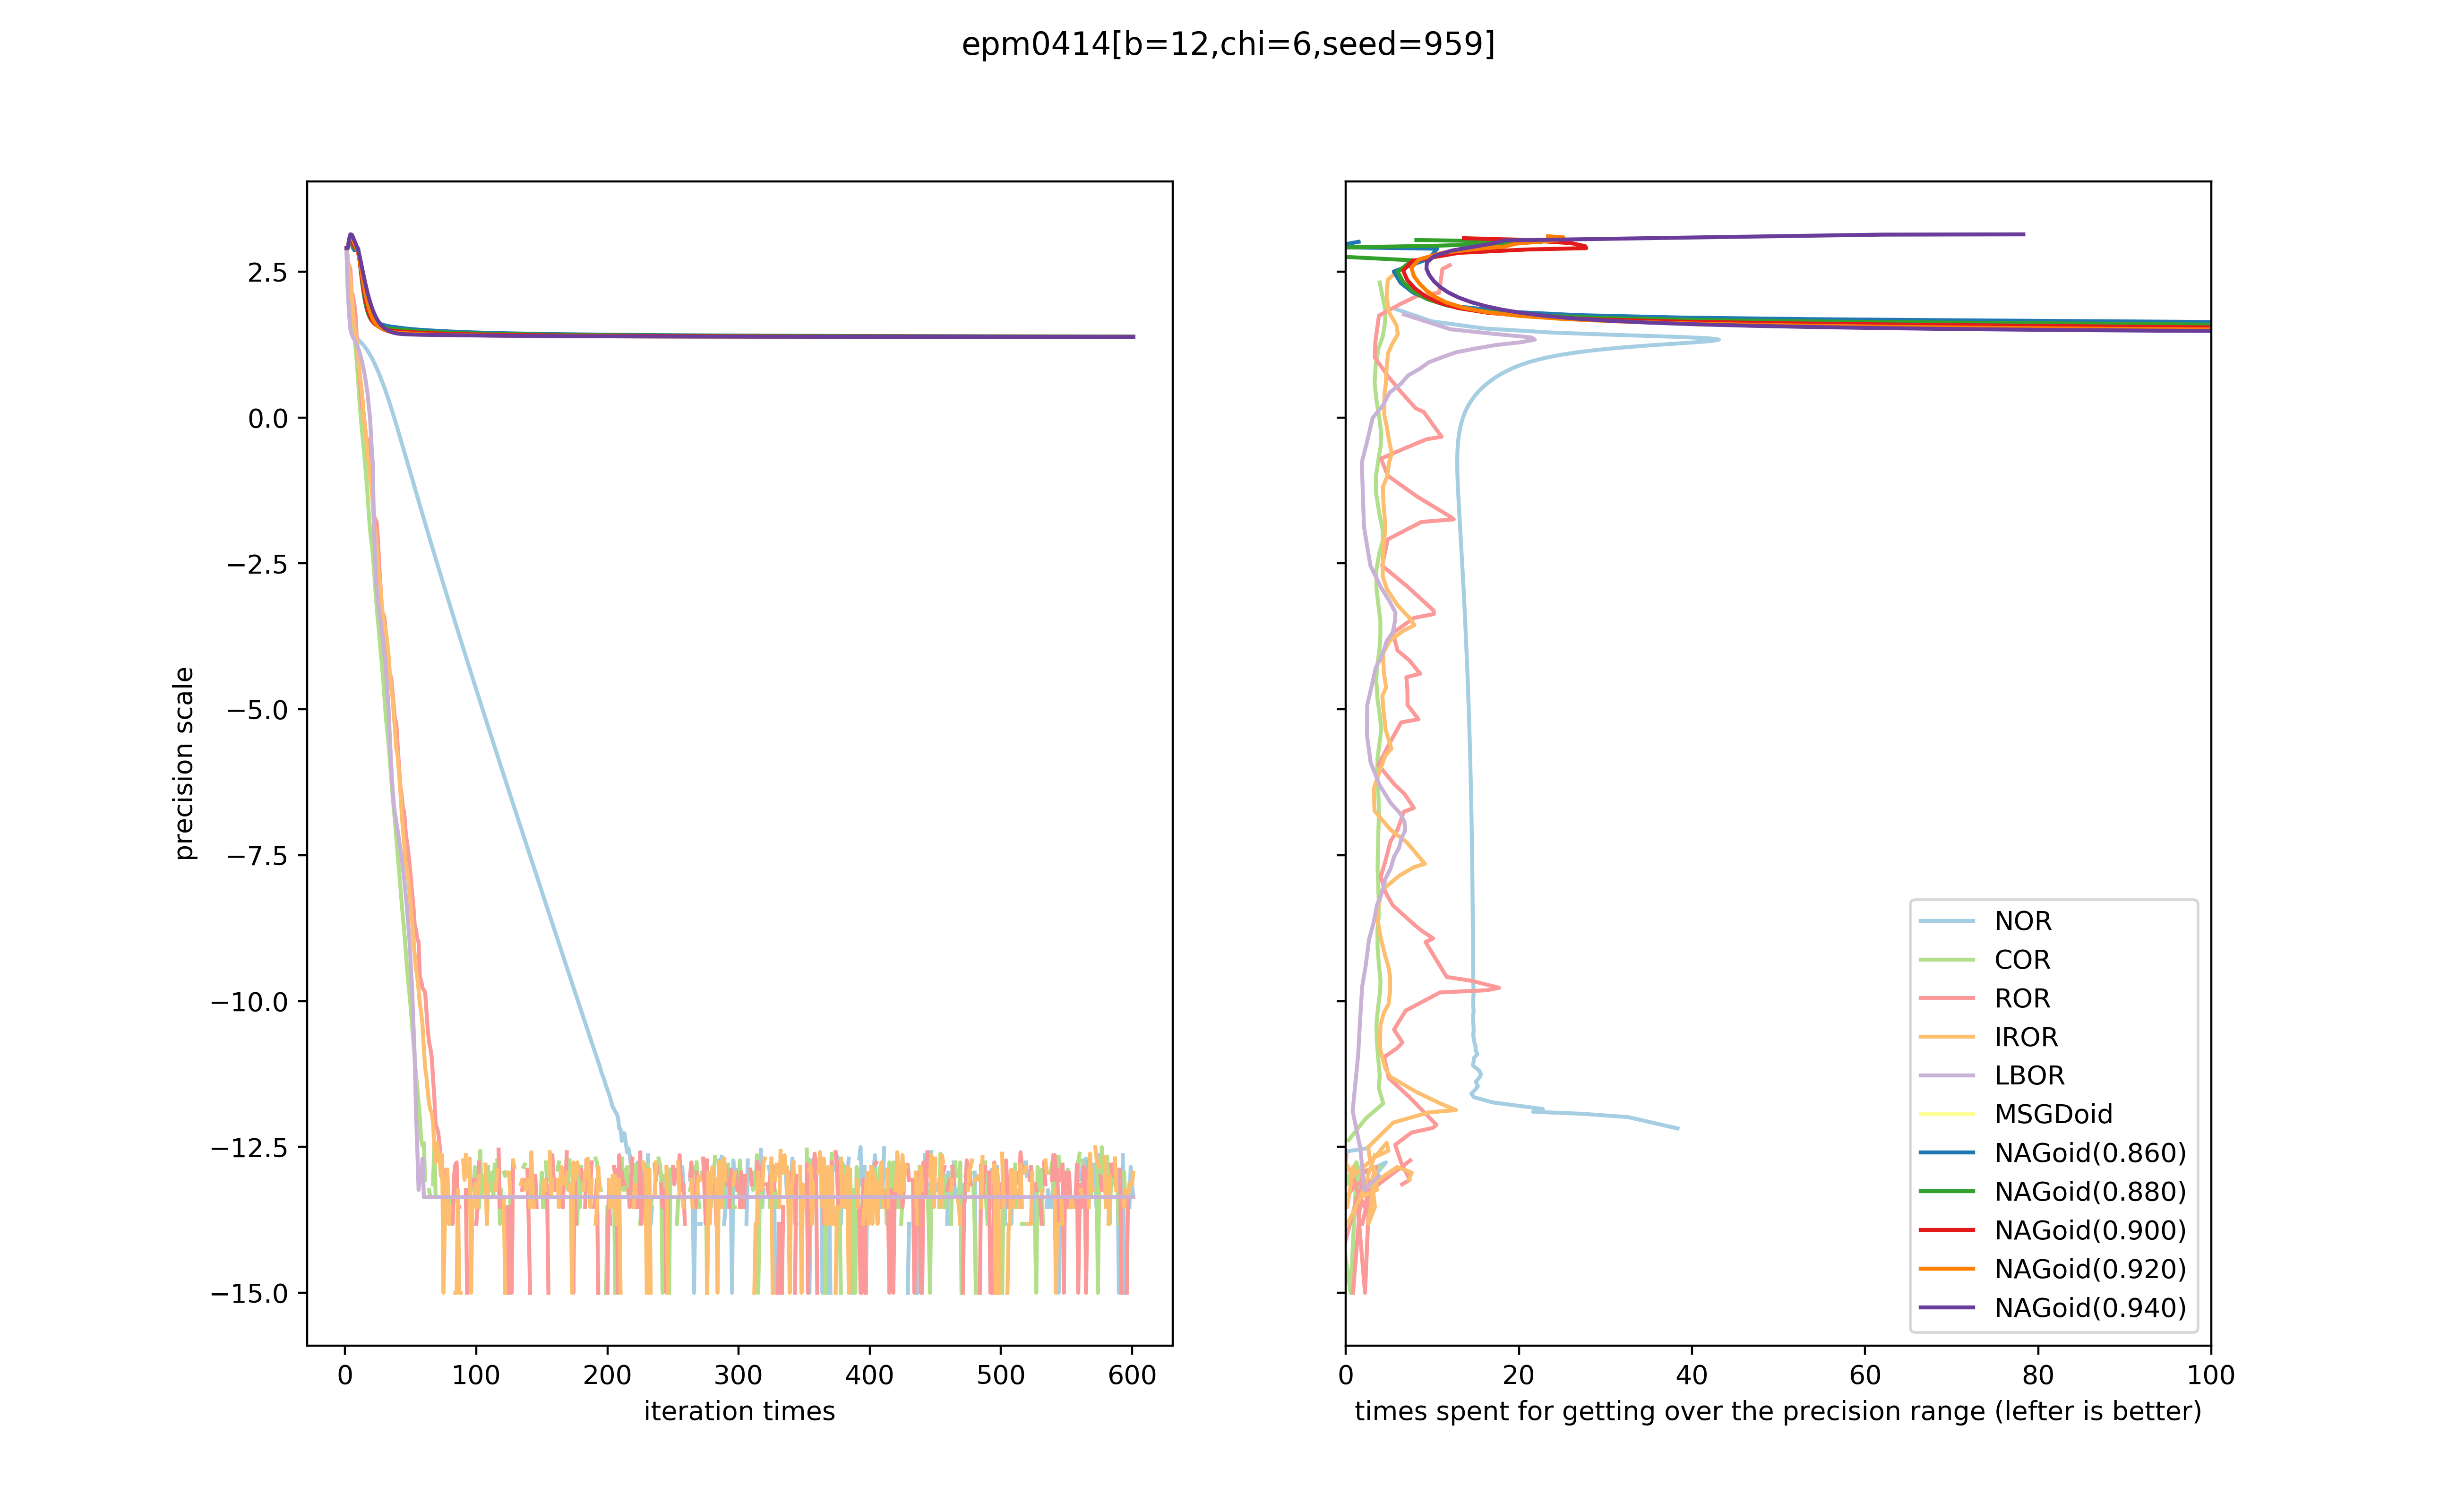 epm0414[b=12,chi=6,seed=959]
precision scale
2.5
0.0
−2.5
−5.0
−7.5
−10.0
−12.5
−15.0
0 100 200 300 400 500 600
iteration times
0 20 40 60 80 100
times spent for getting over the precision range (lefter is better)
NOR
COR
ROR
IROR
LBOR
MSGDoid
NAGoid(0.860)
NAGoid(0.880)
NAGoid(0.900)
NAGoid(0.920)
NAGoid(0.940)